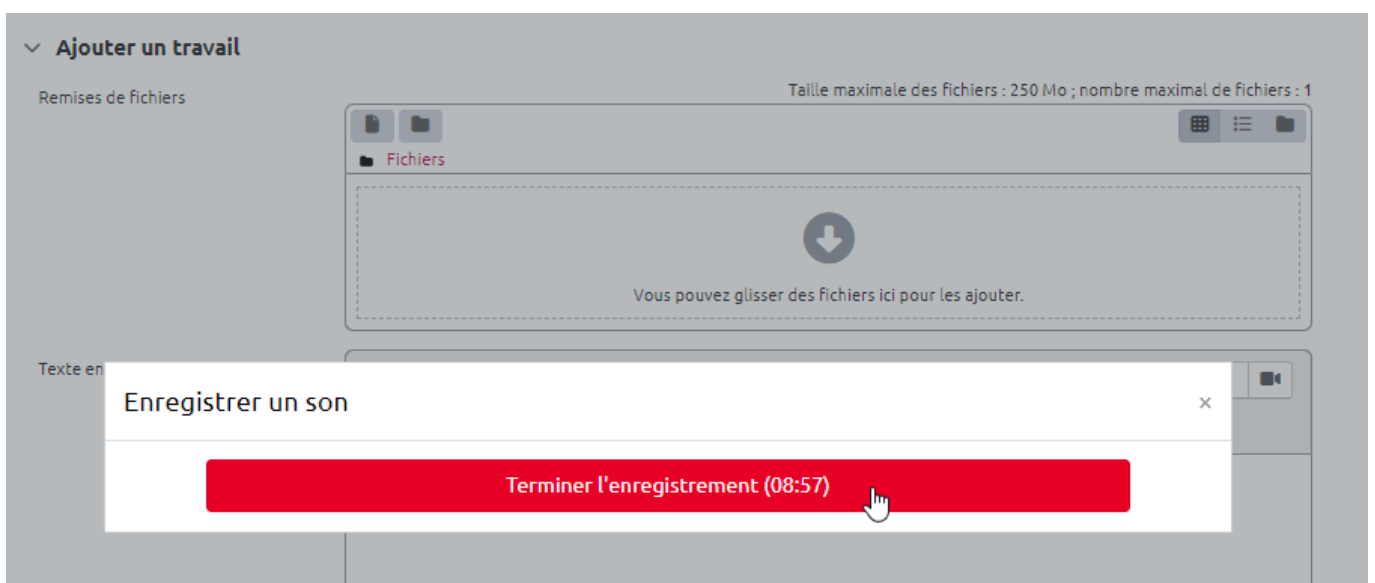 Ajouter un travail
Remises de fichiers
Taille maximale des fichiers : 250 Mo ; nombre maximal de fichiers : 1
Fichiers
Vous pouvez glisser des fichiers ici pour les ajouter.
Texte en
Enregistrer un son
×
Terminer l'enregistrement (08:57)